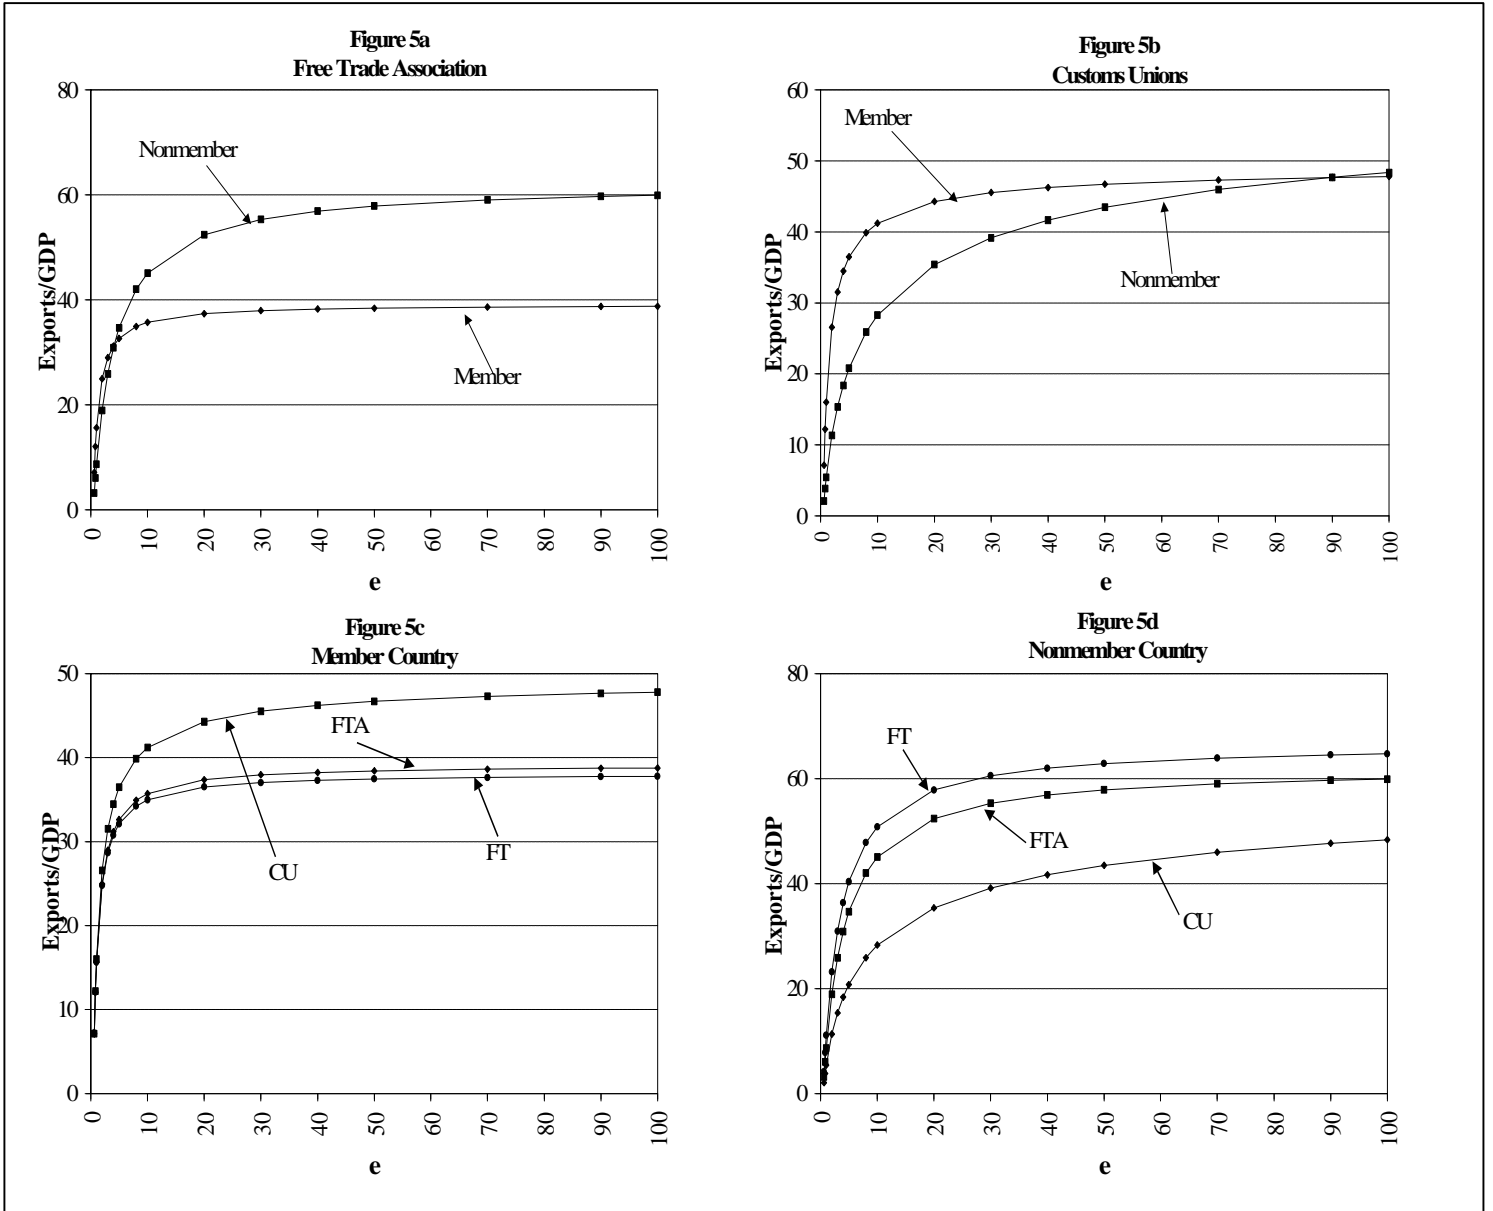 Figure 5a
Free Trade Association
80
60
40
20
0
Exports/GDP
Nonmember
Member
0 10 20 30 40 50 60 70 80 90 100
e
Figure 5b
Customs Unions
60
50
40
30
20
10
0
Exports/GDP
Member
Nonmember
0 10 20 30 40 50 60 70 80 90 100
e
Figure 5c
Member Country
50
40
30
20
10
0
Exports/GDP
FTA
FT
CU
0 10 20 30 40 50 60 70 80 90 100
e
Figure 5d
Nonmember Country
80
60
40
20
0
Exports/GDP
FT
FTA
CU
0 10 20 30 40 50 60 70 80 90 100
e